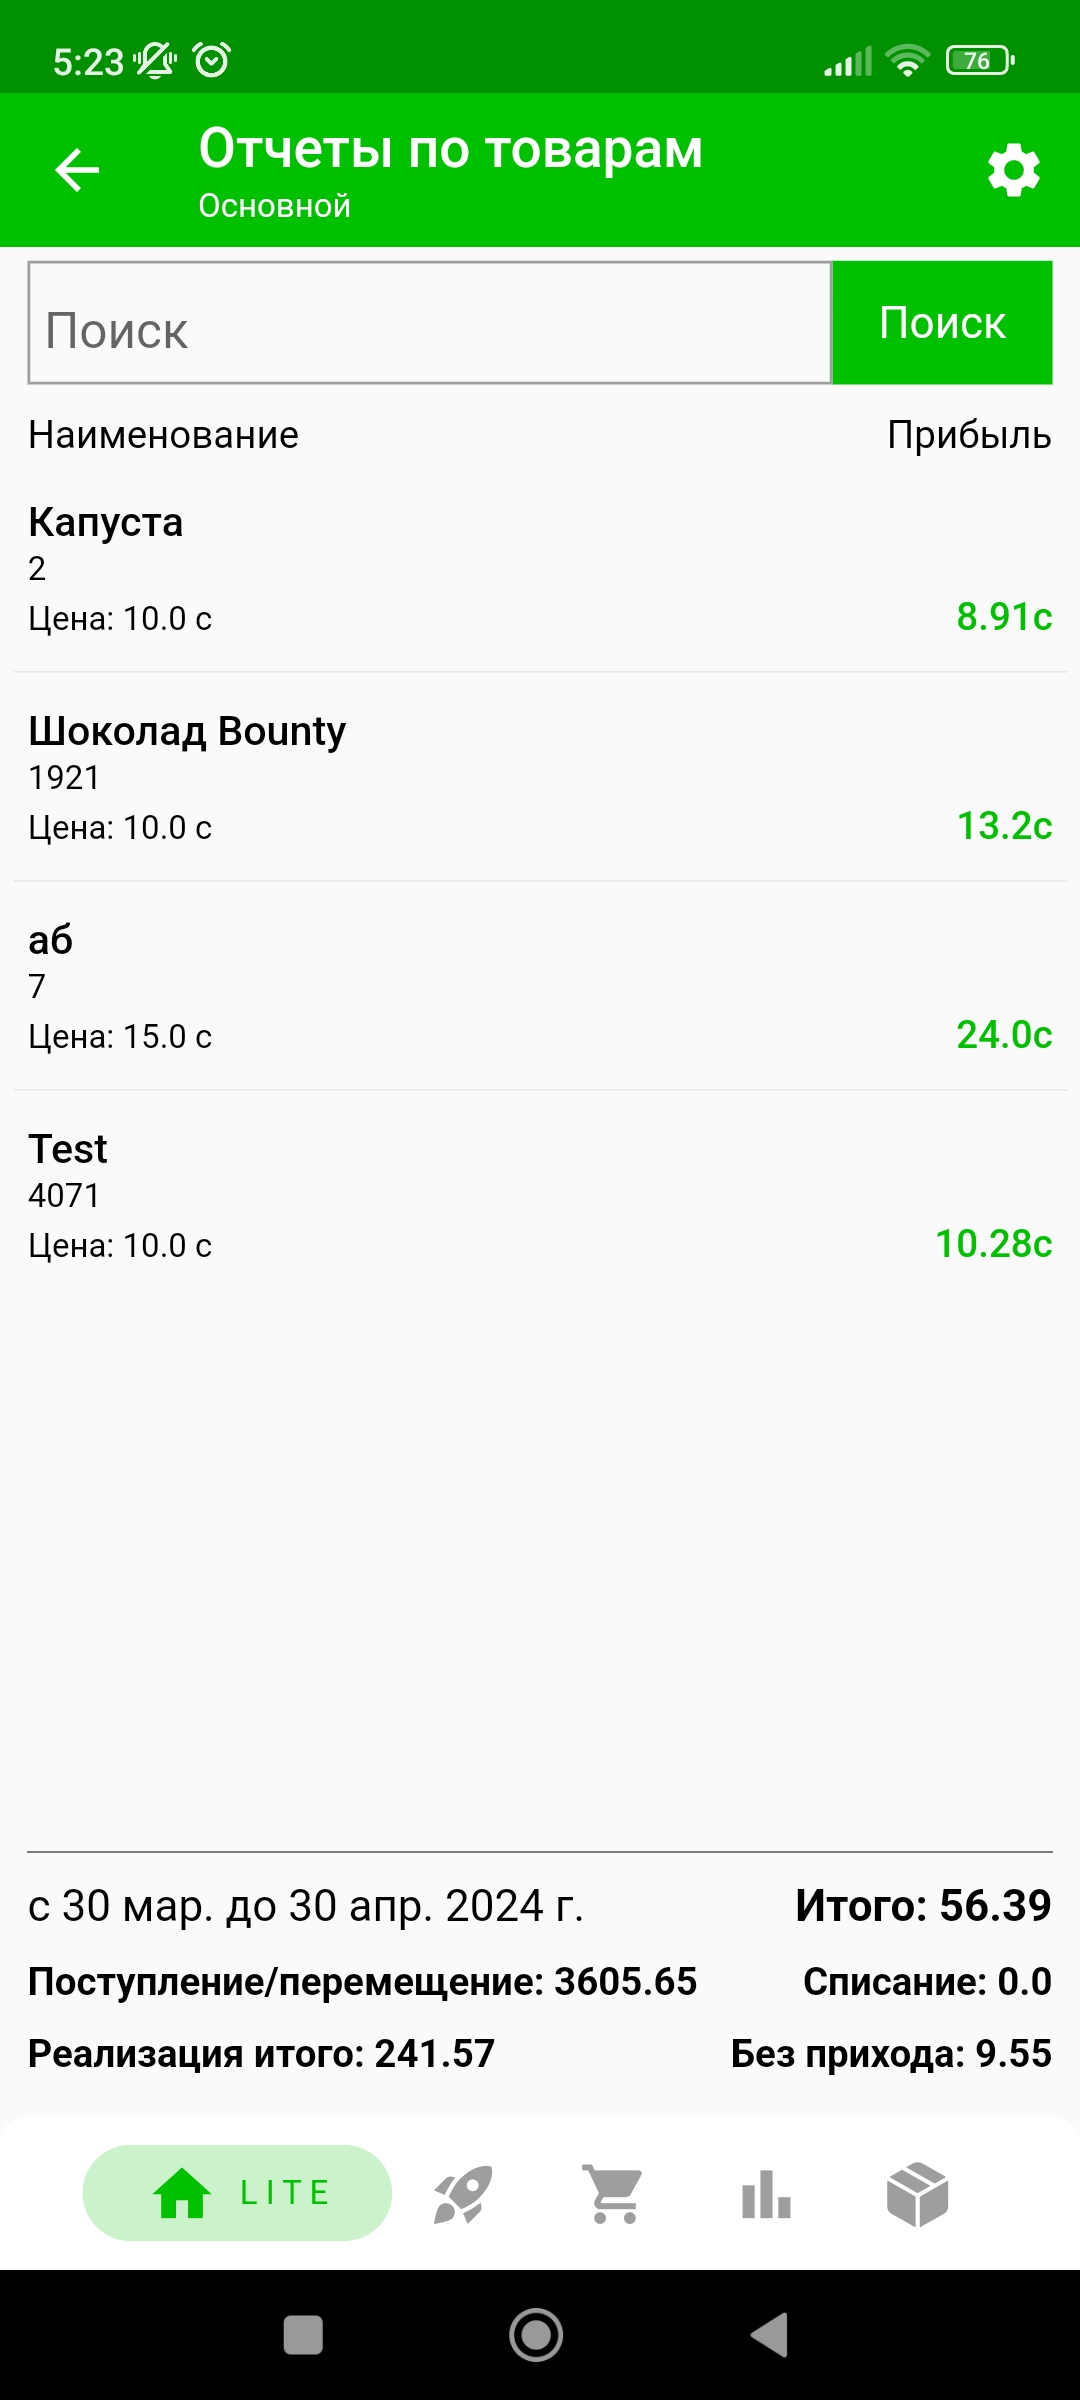 5:23
76
Отчеты по товарам
Основной
Поиск
Поиск
Наименование
Прибыль
Капуста
2
Цена: 10.0 с
8.91с
Шоколад Bounty
1921
Цена: 10.0 с
13.2с
аб
7
Цена: 15.0 с
24.0с
Test
4071
Цена: 10.0 с
10.28с
с 30 мар. до 30 апр. 2024 г.
Итого: 56.39
Поступление/перемещение: 3605.65
Списание: 0.0
Реализация итого: 241.57
Без прихода: 9.55
LITE